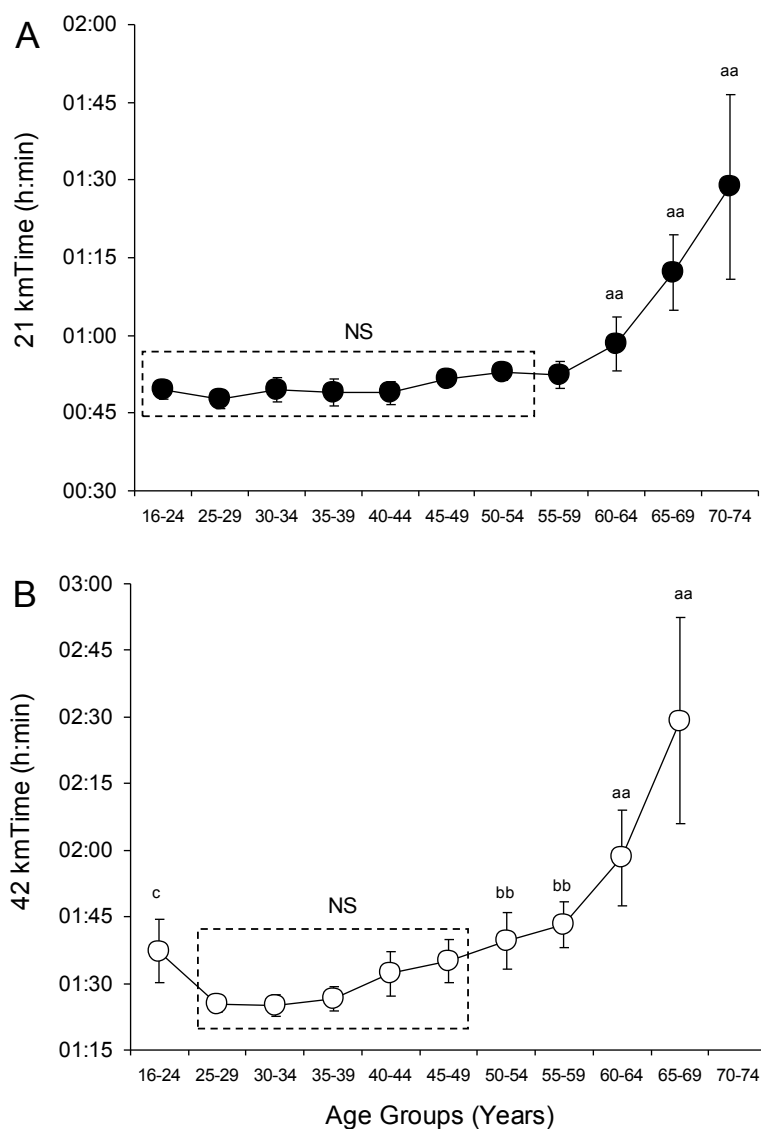 A
02:00
01:45
01:30
01:15
01:00
00:45
00:30
21 kmTime (h:min)
NS
aa
aa
aa
16-24 25-29 30-34 35-39 40-44 45-49 50-54 55-59 60-64 65-69 70-74
B
03:00
02:45
02:30
02:15
02:00
01:45
01:30
01:15
42 kmTime (h:min)
c
NS
bb
bb
aa
aa
16-24 25-29 30-34 35-39 40-44 45-49 50-54 55-59 60-64 65-69 70-74
Age Groups (Years)